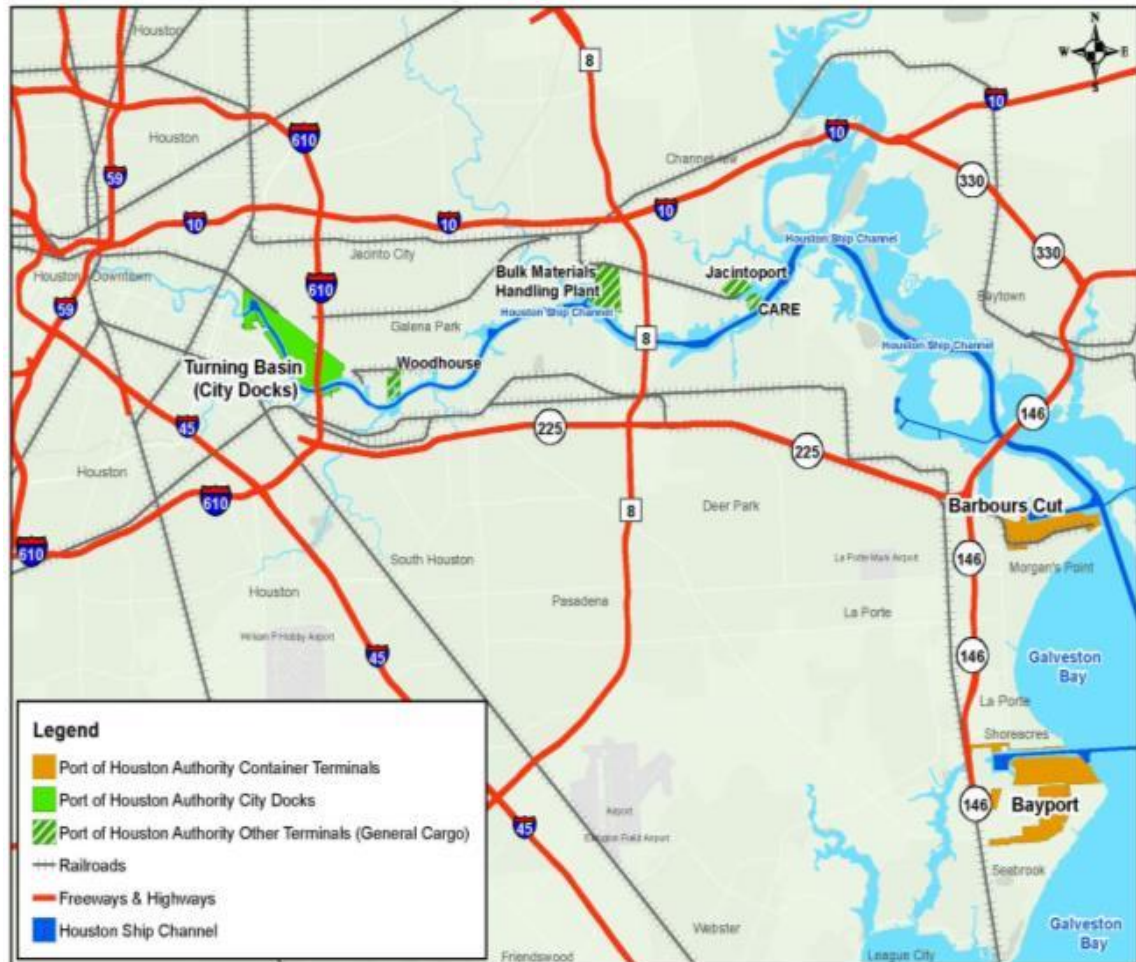 Houston
N
W E
S
8
610
10
Houston
10
59
Channelview
330
10
10
10
Houston Ship Channel
330
Jacinto City
Houston Downtown
Bulk Materials
Handling Plant
Jacintoport
610
Baytown
59
CARE
Houston Ship Channel
Galena Park
8
Houston Ship Channel
Turning Basin
(City Docks)
Woodhouse
146
45
225
225
Houston
610
Barbours Cut
Deer Park
8
610
South Houston
146
Morgan's Point
Houston
Pasadena
La Porte
45
146
Galveston
Bay
La Porte
Shoreacres
Legend
Port of Houston Authority Container Terminals
Port of Houston Authority City Docks
Port of Houston Authority Other Terminals (General Cargo)
Railroads
Freeways & Highways
Houston Ship Channel
146
Bayport
Airport
Ellington Field Airport
45
Seabrook
Webster
Galveston
Bay
Friendswood
League City